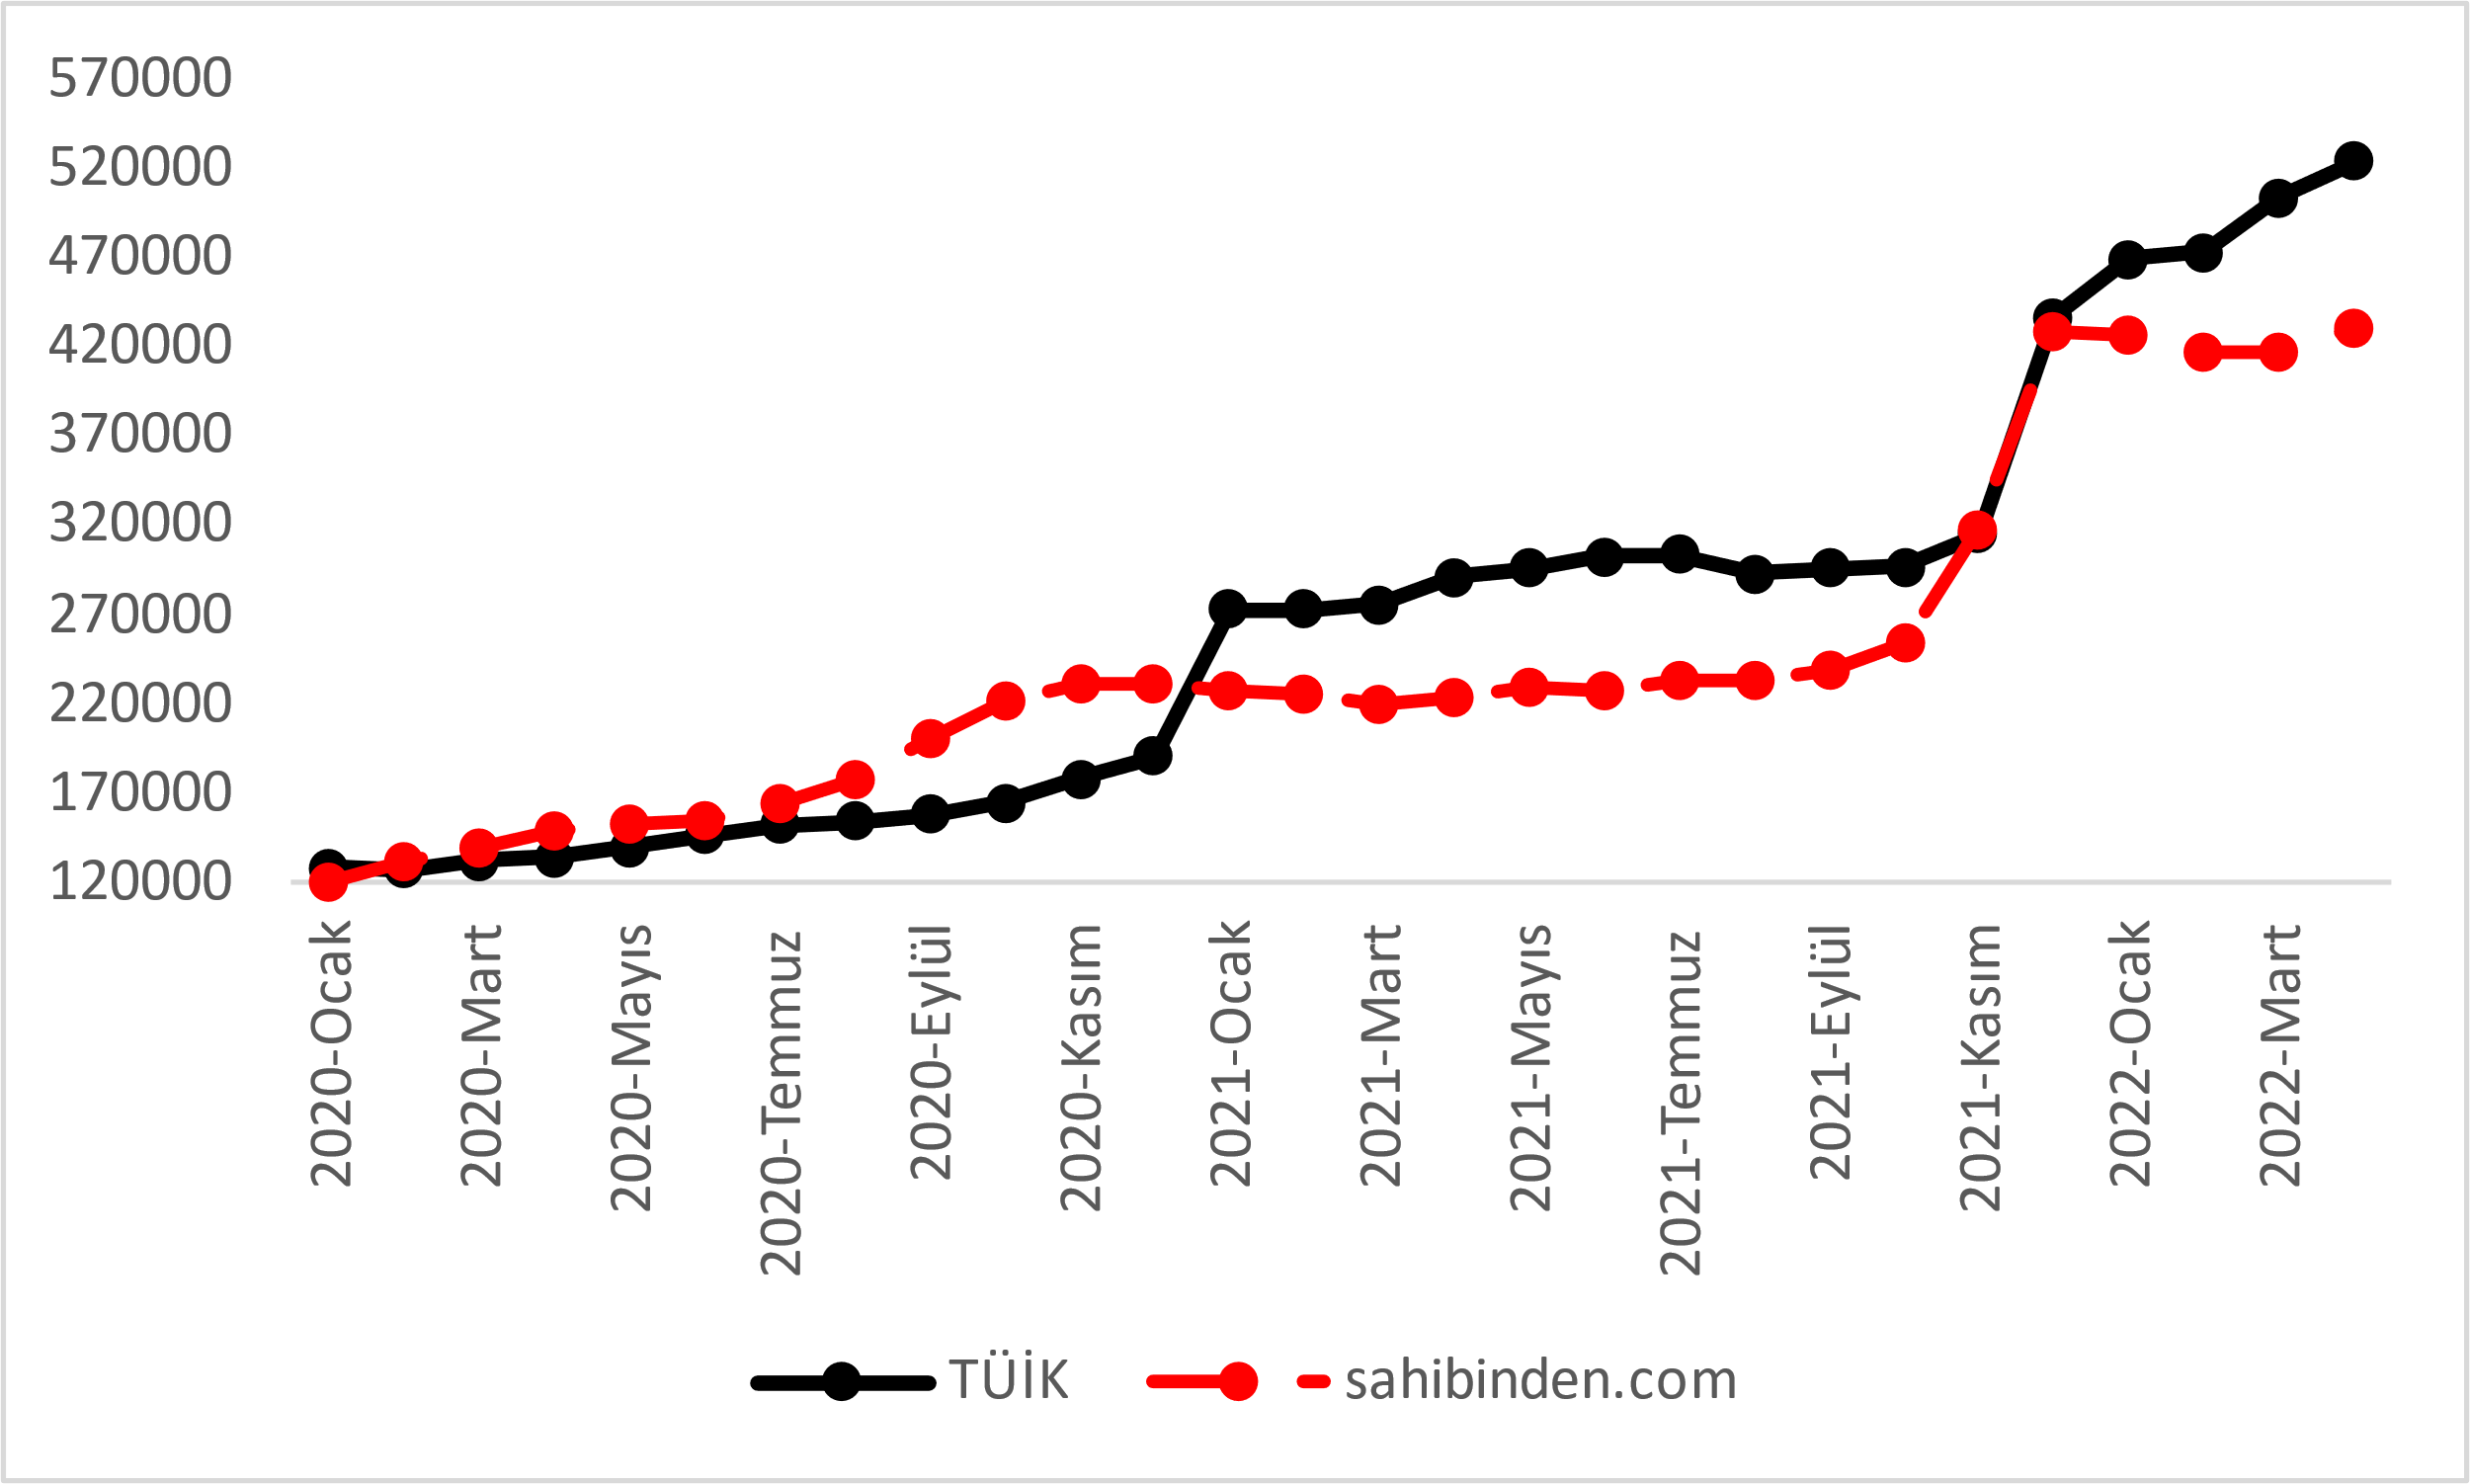 570000
520000
470000
420000
370000
320000
270000
220000
170000
120000
2020-Ocak
2020-Mart
2020-Mayıs
2020-Temmuz
2020-Eylül
2020-Kasım
2021-Ocak
2021-Mart
2021-Mayıs
2021-Temmuz
2021-Eylül
2021-Kasım
2022-Ocak
2022-Mart
TÜİK
sahibinden.com